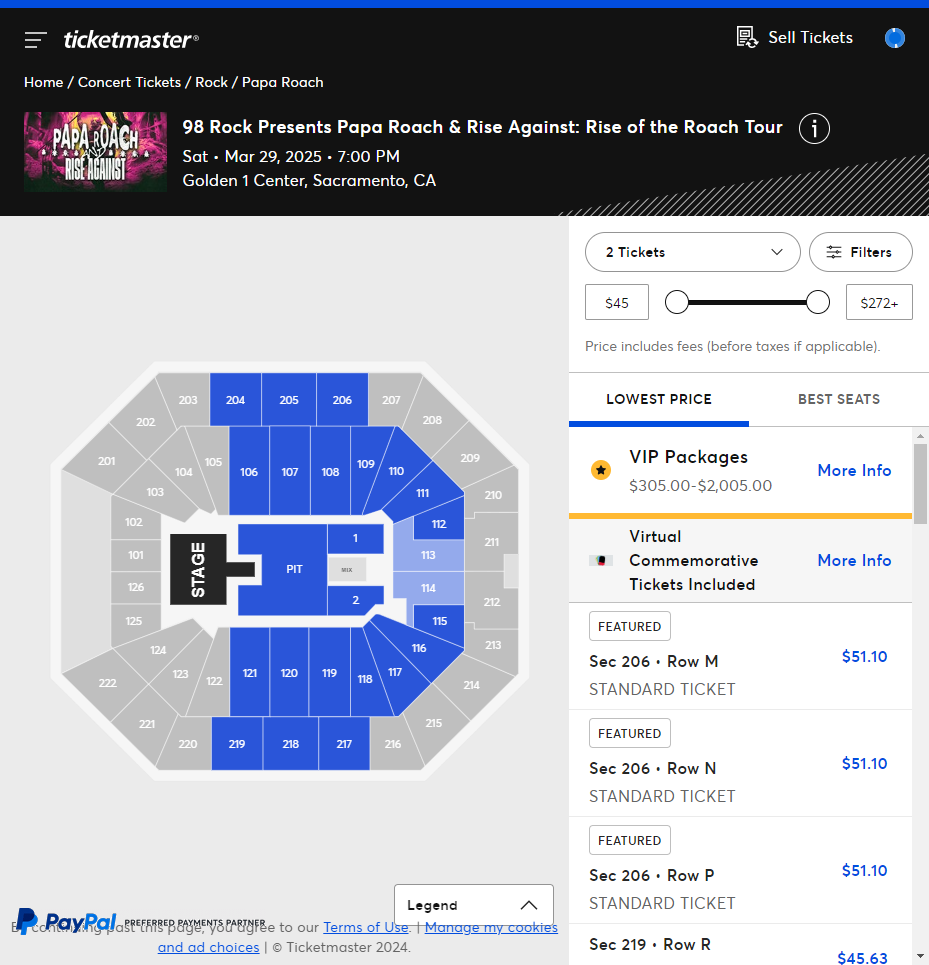 ticketmaster®
Sell Tickets
Home / Concert Tickets / Rock / Papa Roach
PAPA ROACH
AND
RISE AGAINST
98 Rock Presents Papa Roach & Rise Against: Rise of the Roach Tour
Sat • Mar 29, 2025 • 7:00 PM
Golden 1 Center, Sacramento, CA
2 Tickets
Filters
$45
$272+
Price includes fees (before taxes if applicable).
LOWEST PRICE
BEST SEATS
VIP Packages
$305.00-$2,005.00
More Info
Virtual
Commemorative
Tickets Included
More Info
FEATURED
Sec 206 • Row M
$51.10
STANDARD TICKET
FEATURED
Sec 206 • Row N
$51.10
STANDARD TICKET
FEATURED
Sec 206 • Row P
$51.10
STANDARD TICKET
Sec 219 • Row R
$45.63
203 204 205 206 207
202 208
201 209
105 106 107 108 109 110
104
103 111 210
102 1 112 211
101 STAGE PIT MIX 113
126 114
125 2 115 212
124 116 213
123 122 121 120 119 118 117
222 214
221 215
220 219 218 217 216
Legend
PayPal PREFERRED PAYMENTS PARTNER
By continuing past this page, you agree to our Terms of Use. | Manage my cookies
and ad choices | © Ticketmaster 2024.